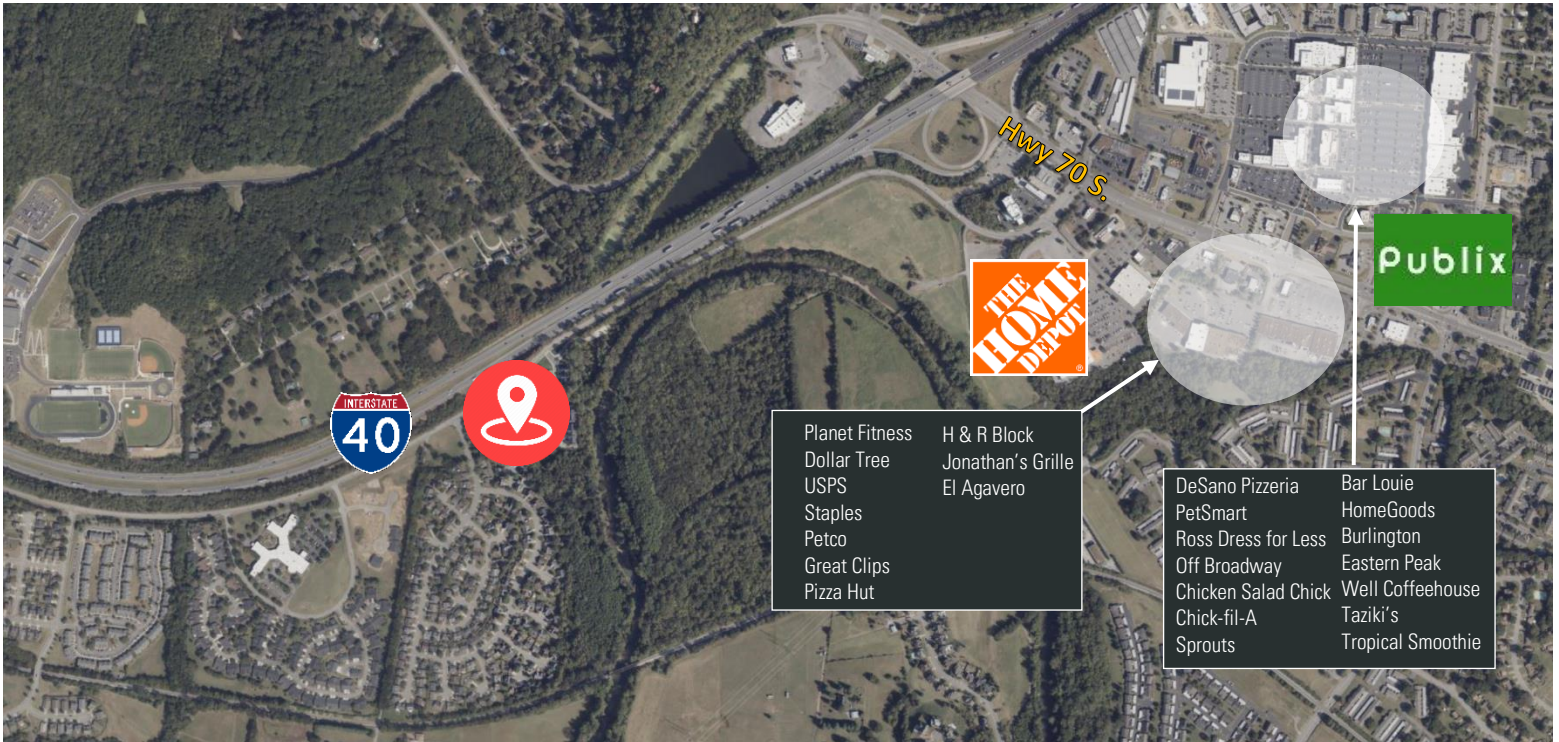 Hwy 70 S.
Publix
THE
HOME
DEPOT
INTERSTATE
40
Planet Fitness
Dollar Tree
USPS
Staples
Petco
Great Clips
Pizza Hut
H & R Block
Jonathan's Grille
El Agavero
DeSano Pizzeria
PetSmart
Ross Dress for Less
Off Broadway
Chicken Salad Chick
Chick-fil-A
Sprouts
Bar Louie
HomeGoods
Burlington
Eastern Peak
Well Coffeehouse
Taziki's
Tropical Smoothie